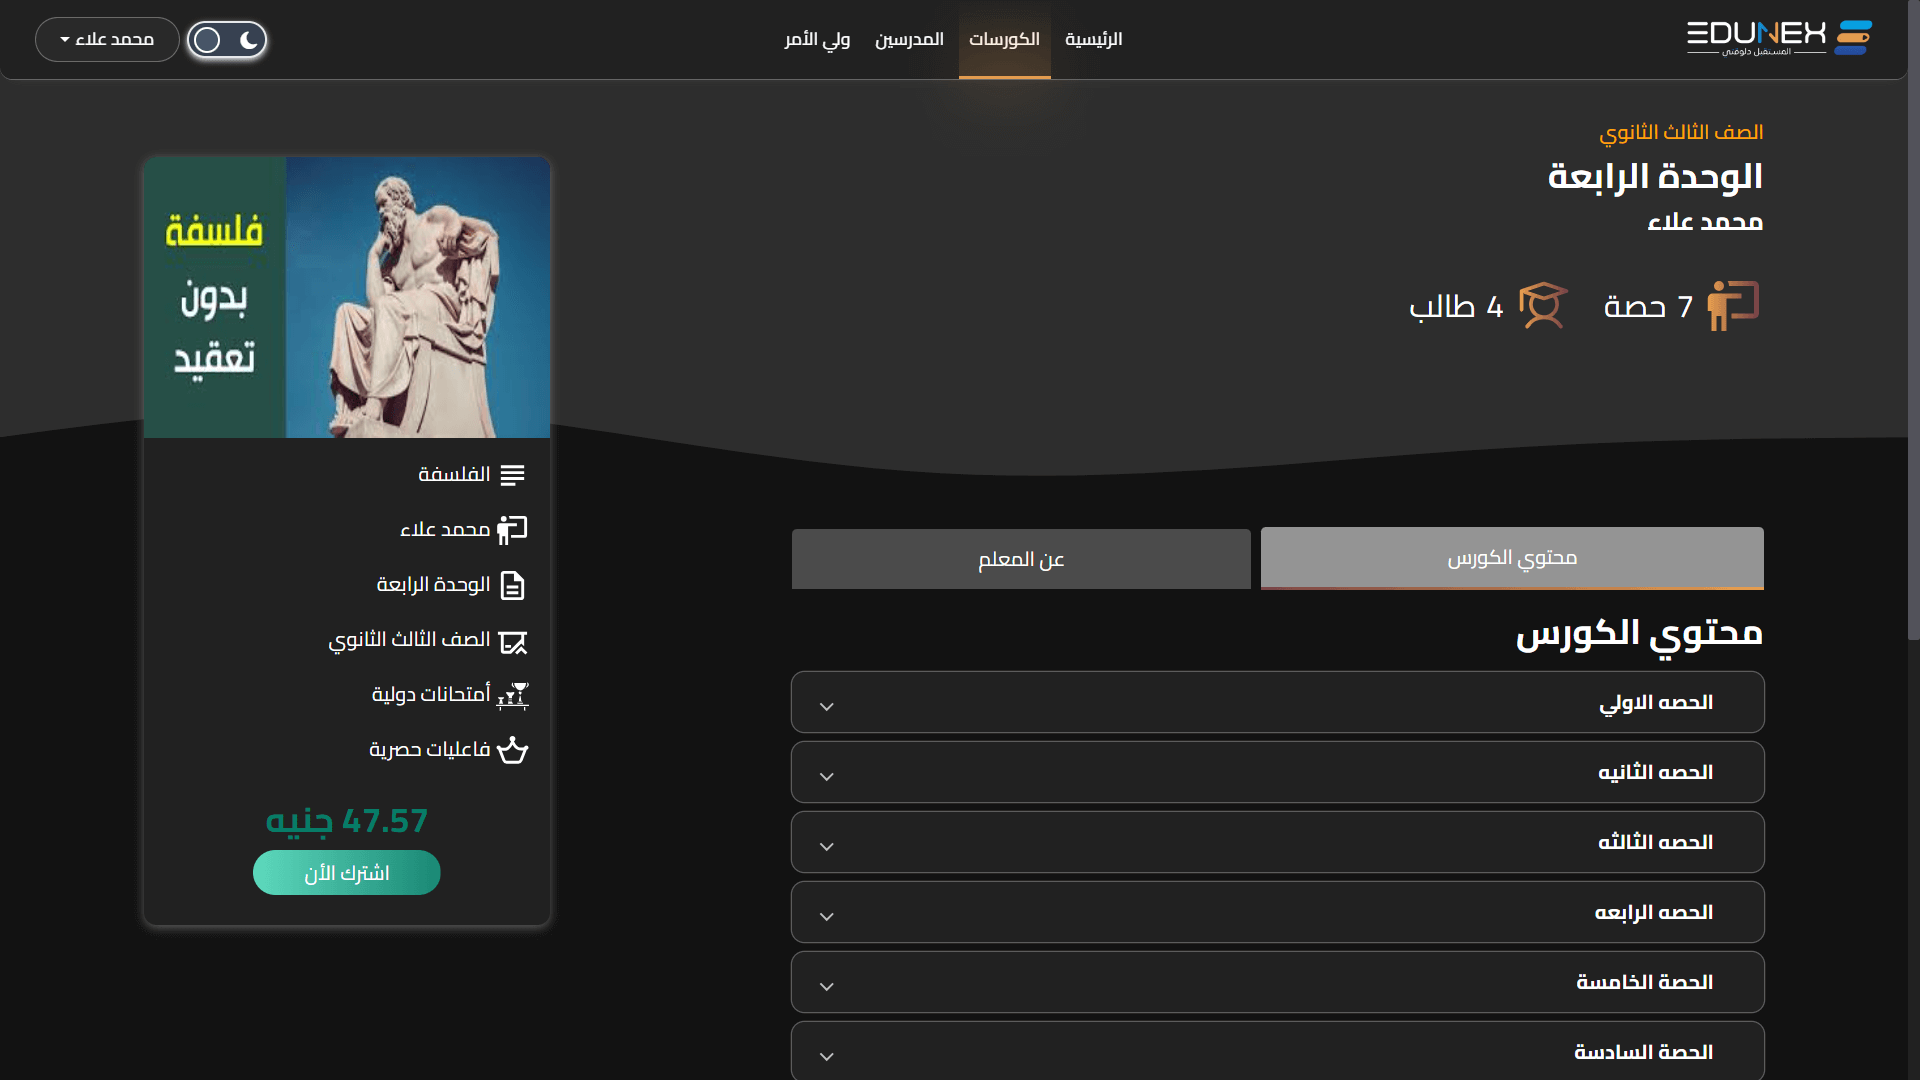 EDUNEX
المستقبل دلوقتي
الرئيسية
الكورسات
المدرسين
ولي الأمر
محمد علاء
الصف الثالث الثانوي
الوحدة الرابعة
محمد علاء
7 حصة
4 طالب
فلسفة
بدون
تعقيد
الفلسفة
محمد علاء
الوحدة الرابعة
الصف الثالث الثانوي
أمتحانات دولية
فاعليات حصرية
47.57 جنيه
اشترك الأن
محتوي الكورس
عن المعلم
محتوي الكورس
الحصه الاولي
الحصه الثانيه
الحصه الثالثه
الحصه الرابعه
الحصة الخامسة
الحصة السادسة